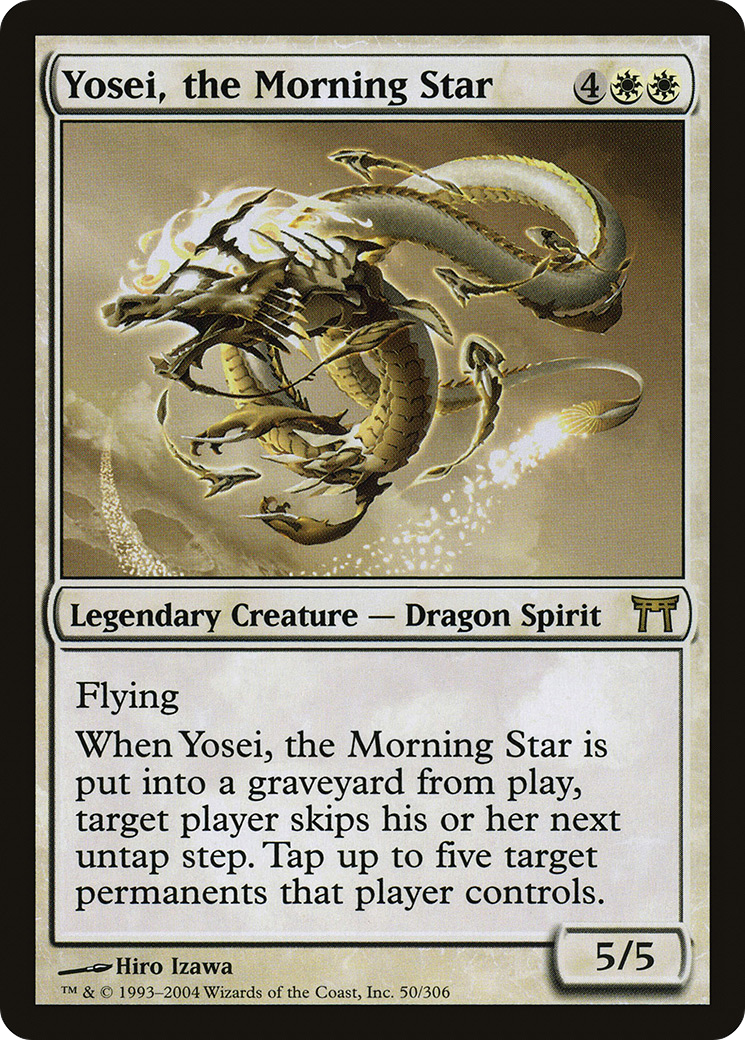 Yosei, the Morning Star 4
Legendary Creature — Dragon Spirit
Flying
When Yosei, the Morning Star is
put into a graveyard from play,
target player skips his or her next
untap step. Tap up to five target
permanents that player controls.
5/5
Hiro Izawa
™ & © 1993–2004 Wizards of the Coast, Inc. 50/306